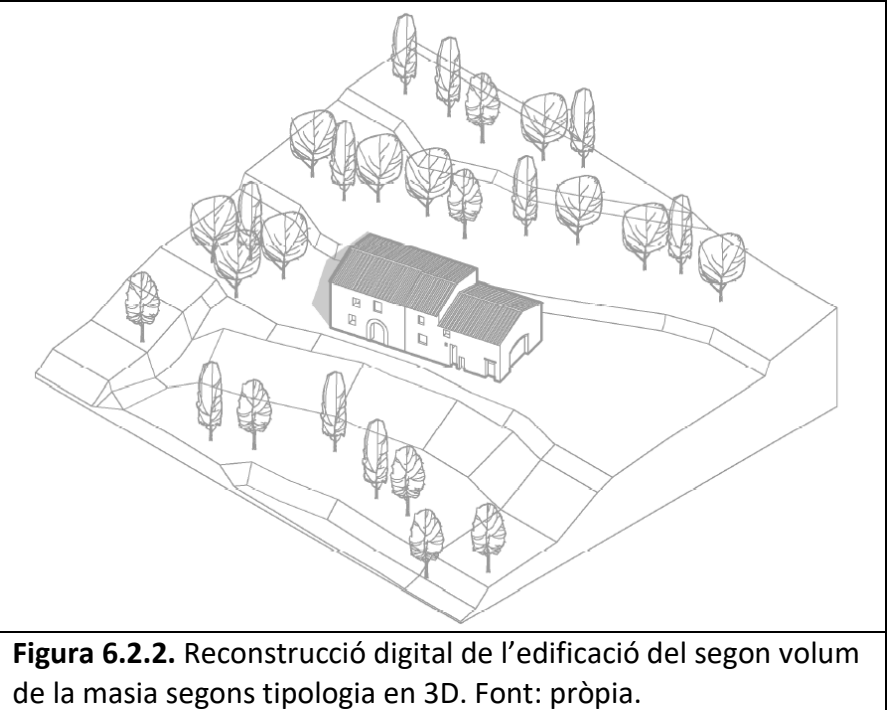 Figura 6.2.2. Reconstrucció digital de l’edificació del segon volum
de la masia segons tipologia en 3D. Font: pròpia.